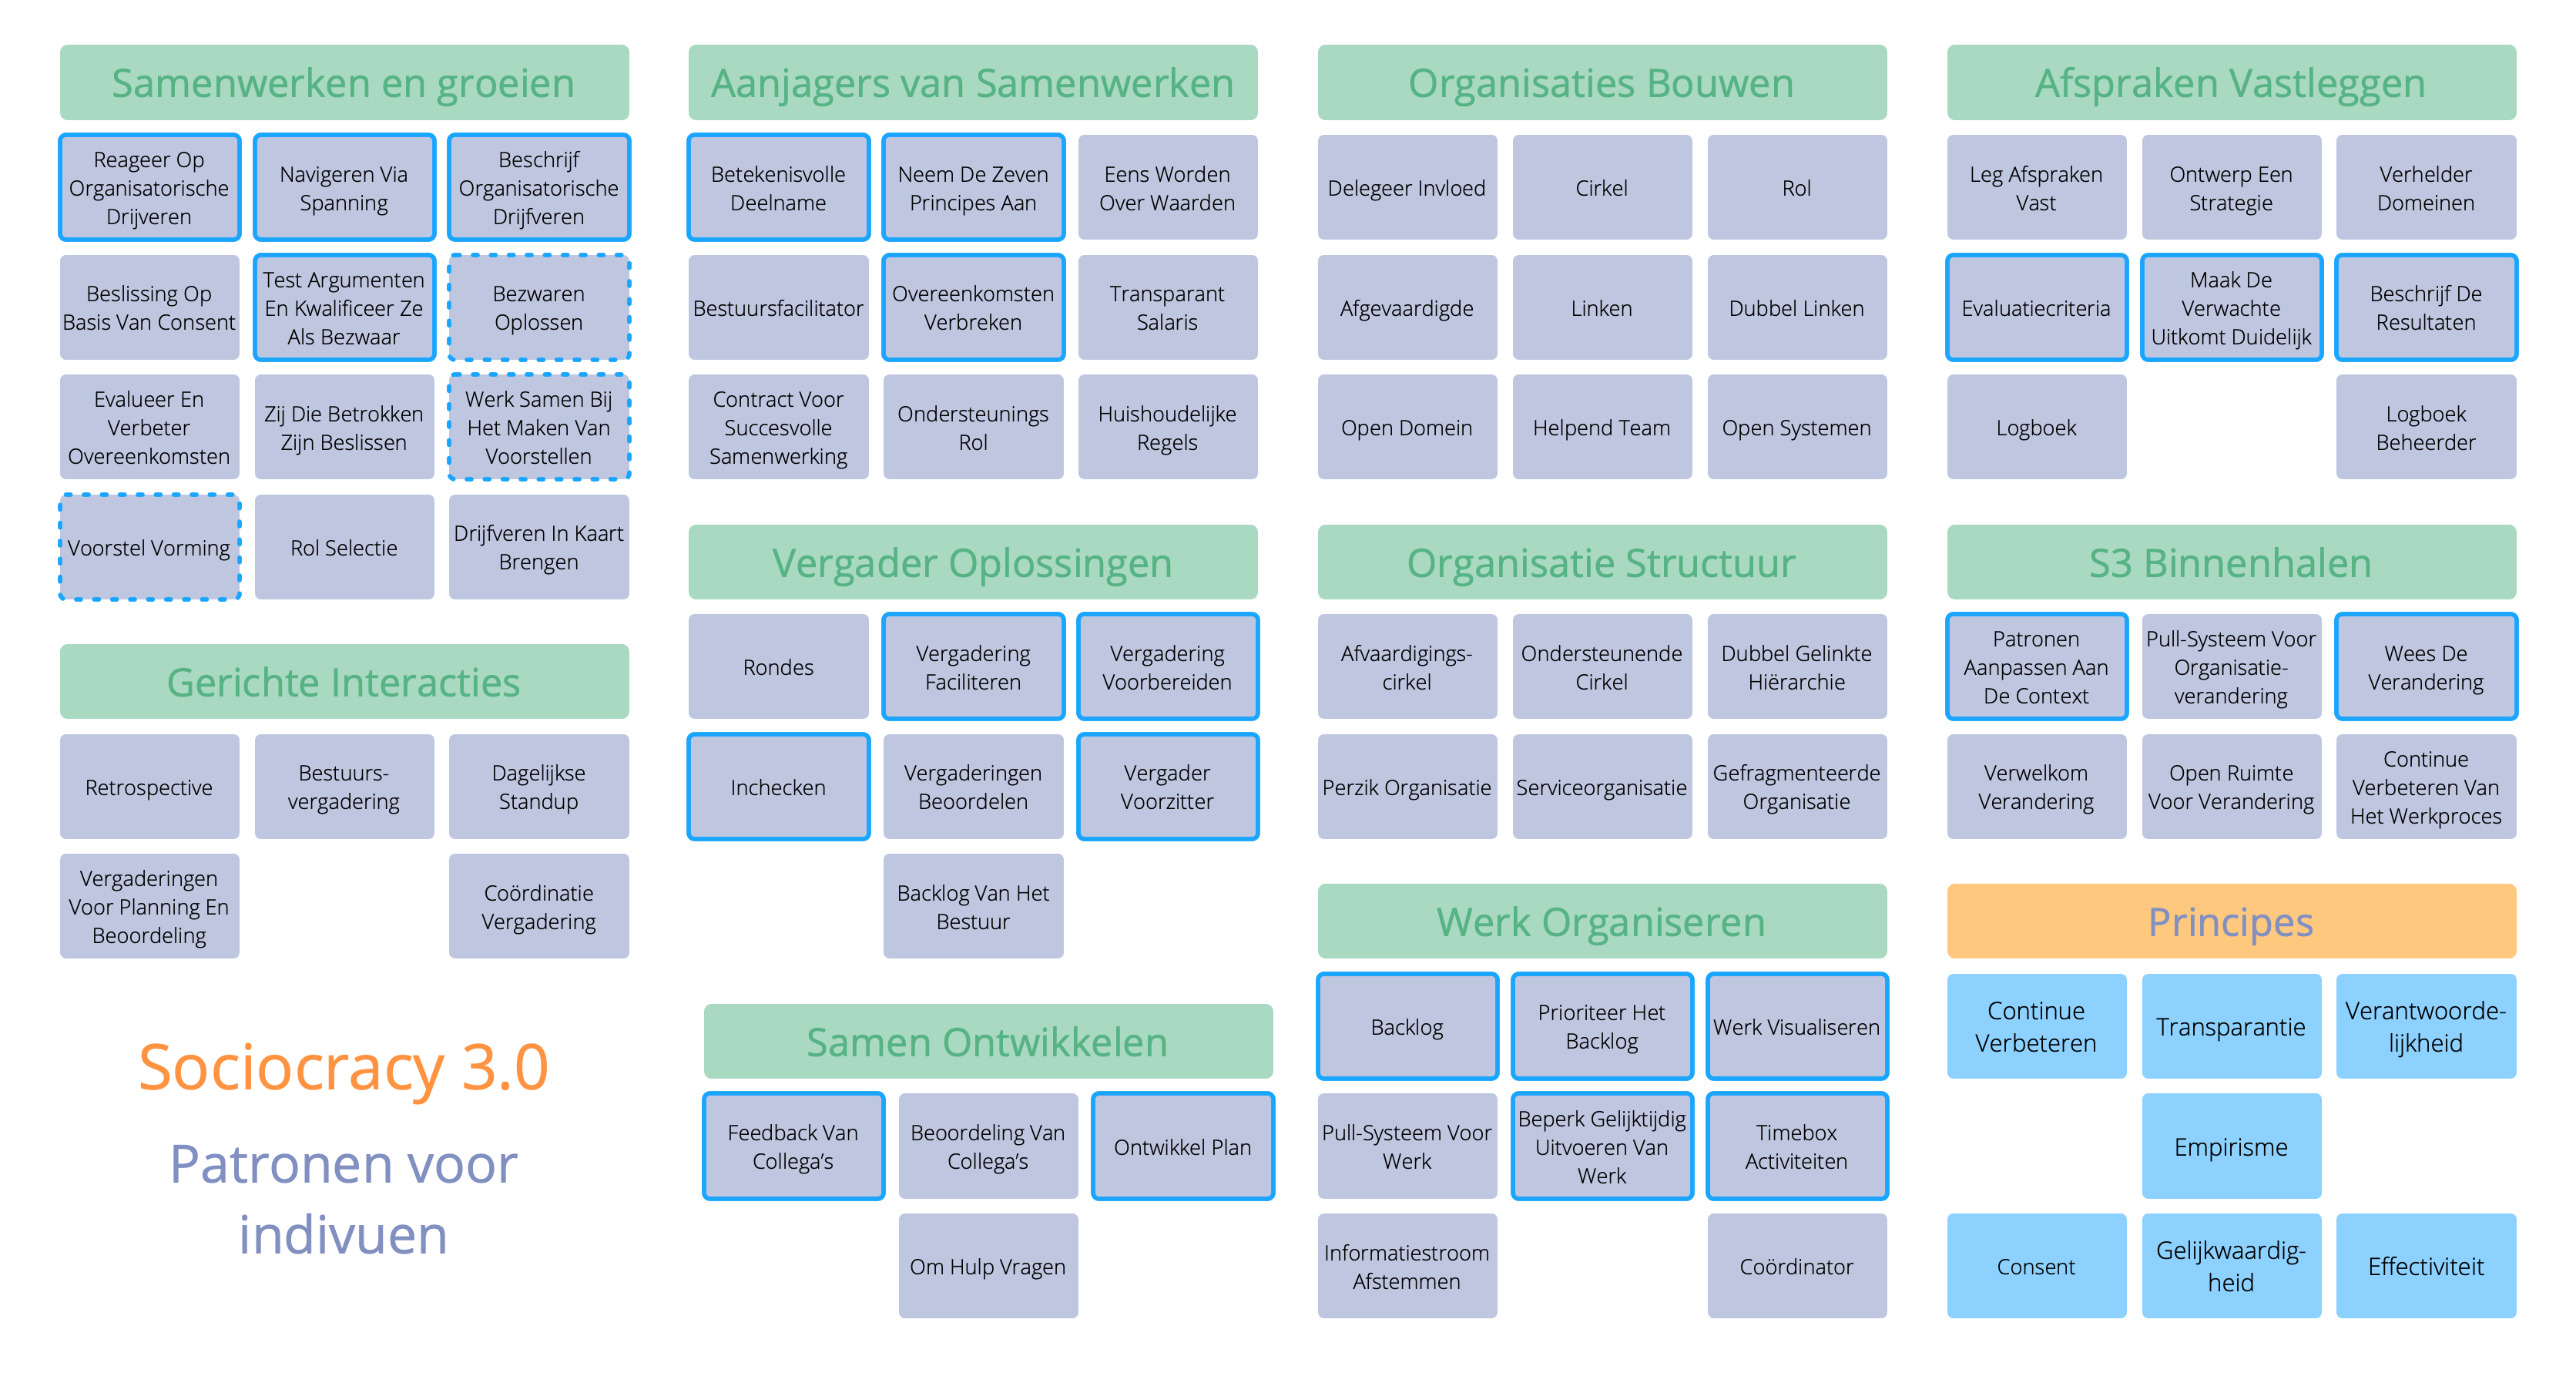 Samenwerken en groeien
Reageer Op
Organisatorische
Drijveren
Navigeren Via
Spanning
Beschrijf
Organisatorische
Drijfveren
Beslissing Op
Basis Van Consent
Test Argumenten
En Kwalificeer Ze
Als Bezwaar
Bezwaren
Oplossen
Evalueer En
Verbeter
Overeenkomsten
Zij Die Betrokken
Zijn Beslissen
Werk Samen Bij
Het Maken Van
Voorstellen
Voorstel Vorming
Rol Selectie
Drijfveren In Kaart
Brengen
Gerichte Interacties
Retrospective
Bestuurs-
vergadering
Dagelijkse
Standup
Vergaderingen
Voor Planning En
Beoordeling
Coördinatie
Vergadering
Sociocracy 3.0
Patronen voor
indivuen
Aanjagers van Samenwerken
Betekenisvolle
Deelname
Neem De Zeven
Principes Aan
Eens Worden
Over Waarden
Bestuursfacilitator
Overeenkomsten
Verbreken
Transparant
Salaris
Contract Voor
Succesvolle
Samenwerking
Ondersteunings
Rol
Huishoudelijke
Regels
Vergader Oplossingen
Rondes
Vergadering
Faciliteren
Vergadering
Voorbereiden
Inchecken
Vergaderingen
Beoordelen
Vergader
Voorzitter
Backlog Van Het
Bestuur
Samen Ontwikkelen
Feedback Van
Collega’s
Beoordeling Van
Collega’s
Ontwikkel Plan
Om Hulp Vragen
Organisaties Bouwen
Delegeer Invloed
Cirkel
Rol
Afgevaardigde
Linken
Dubbel Linken
Open Domein
Helpend Team
Open Systemen
Organisatie Structuur
Afvaardigings-
cirkel
Ondersteunende
Cirkel
Dubbel Gelinkte
Hiërarchie
Perzik Organisatie
Serviceorganisatie
Gefragmenteerde
Organisatie
Werk Organiseren
Backlog
Prioriteer Het
Backlog
Werk Visualiseren
Pull-Systeem Voor
Werk
Beperk Gelijktijdig
Uitvoeren Van
Werk
Timebox
Activiteiten
Informatiestroom
Afstemmen
Coördinator
Afspraken Vastleggen
Leg Afspraken
Vast
Ontwerp Een
Strategie
Verhelder
Domeinen
Evaluatiecriteria
Maak De
Verwachte
Uitkomt Duidelijk
Beschrijf De
Resultaten
Logboek
Logboek
Beheerder
S3 Binnenhalen
Patronen
Aanpassen Aan
De Context
Pull-Systeem Voor
Organisatie-
verandering
Wees De
Verandering
Verwelkom
Verandering
Open Ruimte
Voor Verandering
Continue
Verbeteren Van
Het Werkproces
Principes
Continue
Verbeteren
Transparantie
Verantwoorde-
lijkheid
Empirisme
Consent
Gelijkwaardig-
heid
Effectiviteit